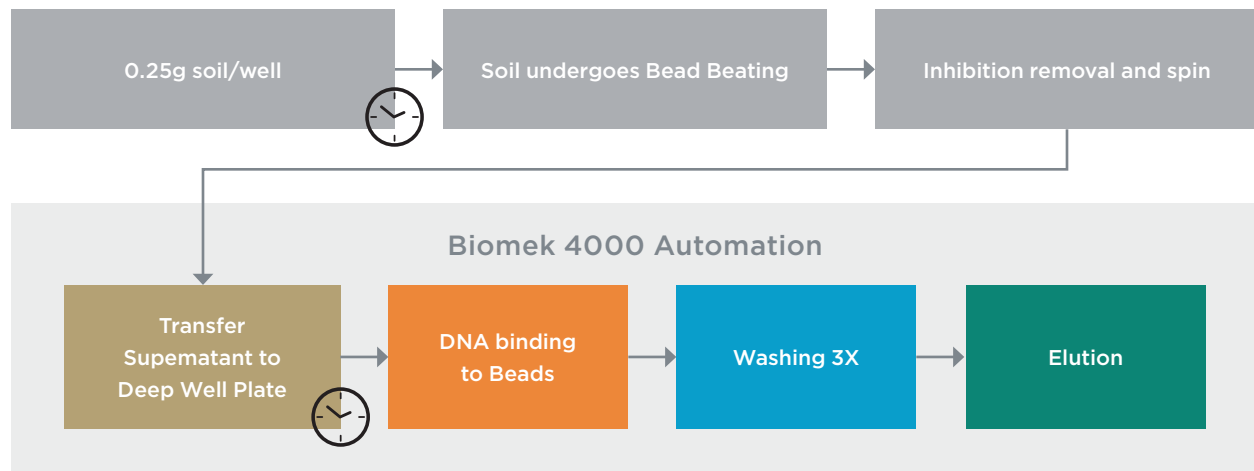 0.25g soil/well
Soil undergoes Bead Beating
Inhibition removal and spin
Biomek 4000 Automation
Transfer
Supematant to
Deep Well Plate
DNA binding
to Beads
Washing 3X
Elution